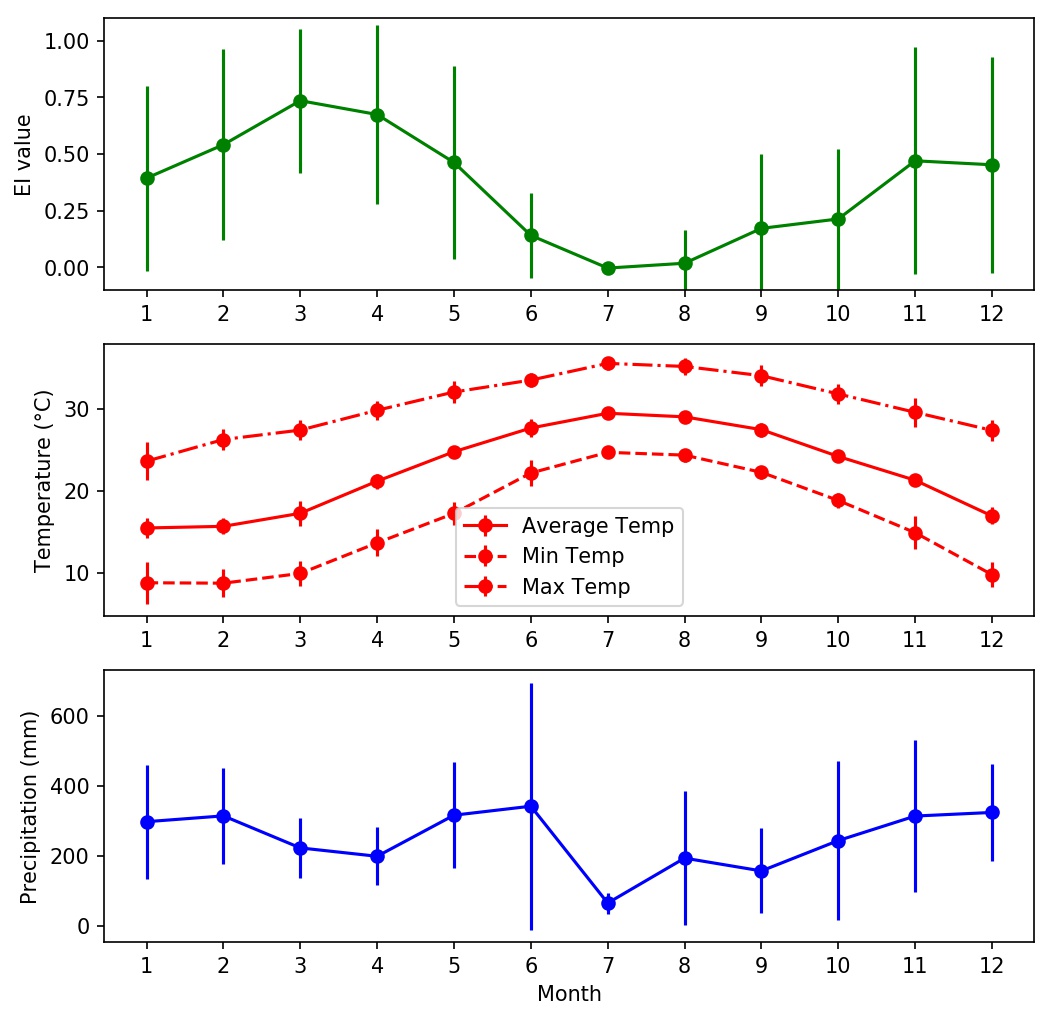 EI value
1.00
0.75
0.50
0.25
0.00
1 2 3 4 5 6 7 8 9 10 11 12
Temperature (°C)
30
20
10
Average Temp
Min Temp
Max Temp
1 2 3 4 5 6 7 8 9 10 11 12
Precipitation (mm)
600
400
200
0
1 2 3 4 5 6 7 8 9 10 11 12
Month